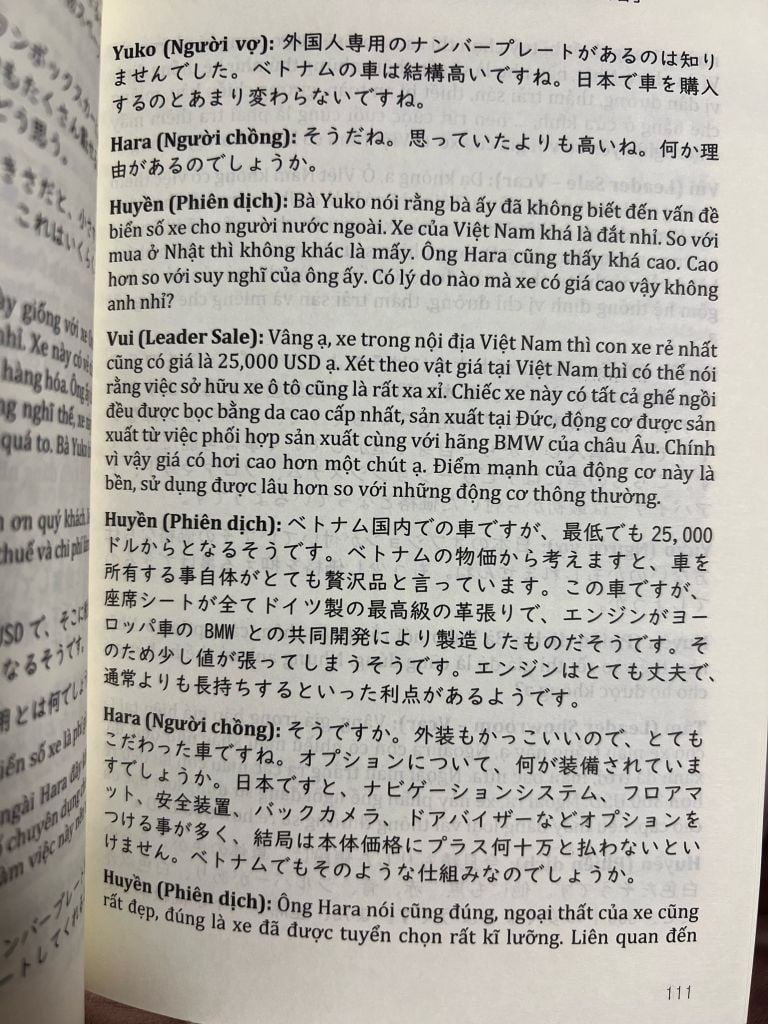 Yuko (Người vợ): 外国人専用のナンバープレートがあるのは知り
ませんでした。ベトナムの車は結構高いですね。日本で車を購入
するのとあまり変わらないですね。
Hara (Người chồng): そうだね。思っていたよりも高いね。何か理
由があるのでしょうか。
Huyền (Phiên dịch): Bà Yuko nói rằng bà ấy đã không biết đến vấn đề
biển số xe cho người nước ngoài. Xe của Việt Nam khá là đắt nhỉ. So với
mua ở Nhật thì không khác là mấy. Ông Hara cũng thấy khá cao. Cao
hơn so với suy nghĩ của ông ấy. Có lý do nào mà xe có giá cao vậy không
anh nhỉ?
Vui (Leader Sale): Vâng ạ, xe trong nội địa Việt Nam thì con xe rẻ nhất
cũng có giá là 25,000 USD ạ. Xét theo vật giá tại Việt Nam thì có thể nói
rằng việc sở hữu xe ô tô cũng là rất xa xỉ. Chiếc xe này có tất cả ghế ngồi
đều được bọc bằng da cao cấp nhất, sản xuất tại Đức, động cơ được sản
xuất từ việc phối hợp sản xuất cùng với hãng BMW của châu Âu. Chính
vì vậy giá có hơi cao hơn một chút ạ. Điểm mạnh của động cơ này là
bền, sử dụng được lâu hơn so với những động cơ thông thường.
Huyền (Phiên dịch): ベトナム国内での車ですが、最低でも 25,000
ドルからとなるそうです。ベトナムの物価から考えますと、車を
所有する事自体がとても贅沢品と言っています。この車ですが、
座席シートが全てドイツ製の最高級の革張りで、エンジンがヨー
ロッパ車の BMW との共同開発により製造したものだそうです。そ
のため少し値が張ってしまうそうです。エンジンはとても丈夫で、
通常よりも長持ちするといった利点があるようです。
Hara (Người chồng): そうですか。外装もかっこいいので、とても
こだわった車ですね。オプションについて、何が装備されていま
すでしょうか。日本ですと、ナビゲーションシステム、フロアマ
ット、安全装置、バックカメラ、ドアバイザーなどオプションを
つける事が多く、結局は本体価格にプラス何十万と払わないとい
けません。ベトナムでもそのような仕組みなのでしょうか。
Huyền (Phiên dịch): Ông Hara nói cũng đúng, ngoại thất của xe cũng
rất đẹp, đúng là xe đã được tuyển chọn rất kĩ lưỡng. Liên quan đến
111